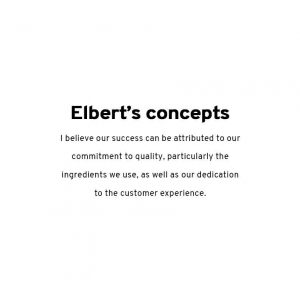 Elbert’s concepts
I believe our success can be attributed to our
commitment to quality, particularly the
ingredients we use, as well as our dedication
to the customer experience.